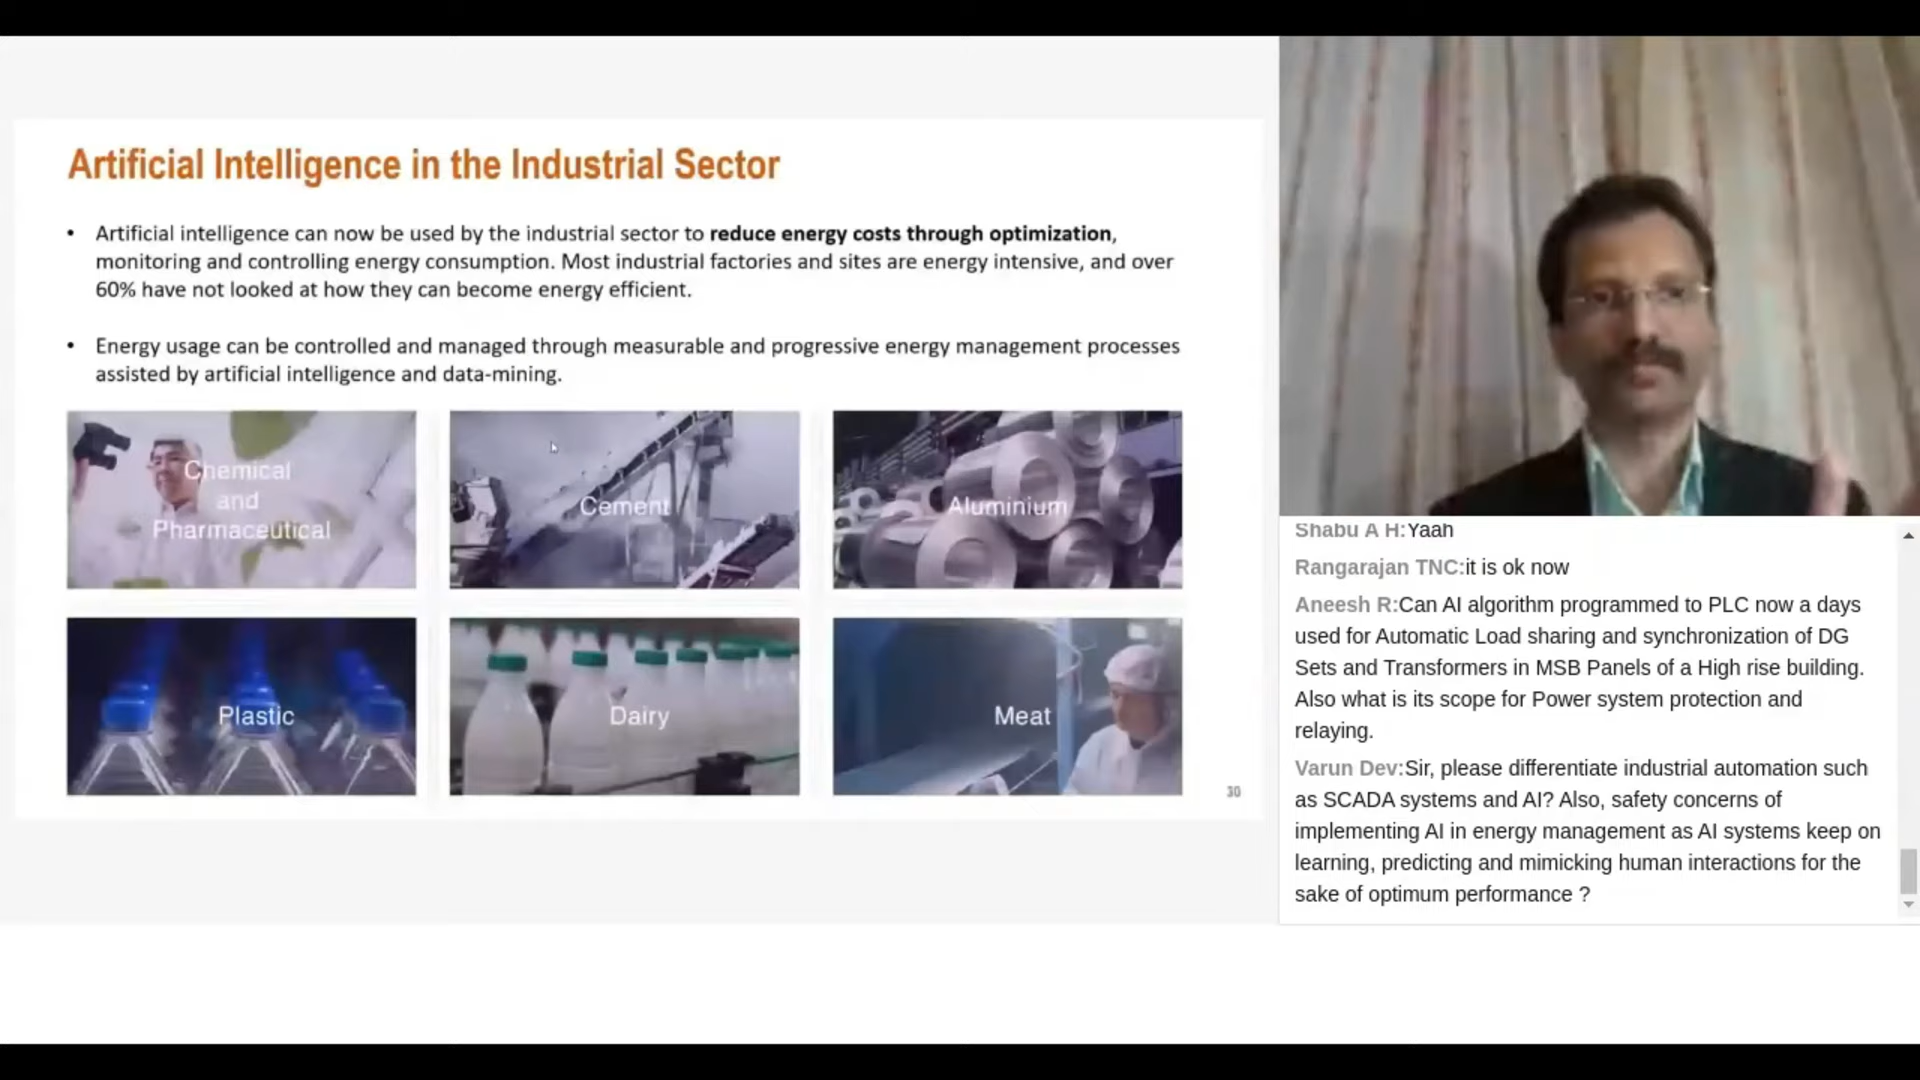 Artificial Intelligence in the Industrial Sector
• Artificial intelligence can now be used by the industrial sector to reduce energy costs through optimization,
monitoring and controlling energy consumption. Most industrial factories and sites are energy intensive, and over
60% have not looked at how they can become energy efficient.
• Energy usage can be controlled and managed through measurable and progressive energy management processes
assisted by artificial intelligence and data-mining.
Chemical
and
Pharmaceutical
Cement
Aluminium
Plastic
Dairy
Meat
30
Shabu A H:Yaah
Rangarajan TNC:it is ok now
Aneesh R:Can AI algorithm programmed to PLC now a days
used for Automatic Load sharing and synchronization of DG
Sets and Transformers in MSB Panels of a High rise building.
Also what is its scope for Power system protection and
relaying.
Varun Dev:Sir, please differentiate industrial automation such
as SCADA systems and AI? Also, safety concerns of
implementing AI in energy management as AI systems keep on
learning, predicting and mimicking human interactions for the
sake of optimum performance ?